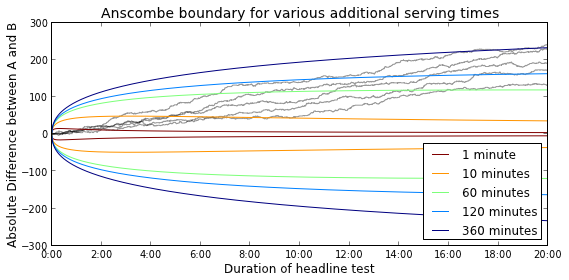 Anscombe boundary for various additional serving times
Absolute Difference between A and B
300
200
100
0
−100
−200
−300
0:00 2:00 4:00 6:00 8:00 10:00 12:00 14:00 16:00 18:00 20:00
Duration of headline test
1 minute
10 minutes
60 minutes
120 minutes
360 minutes